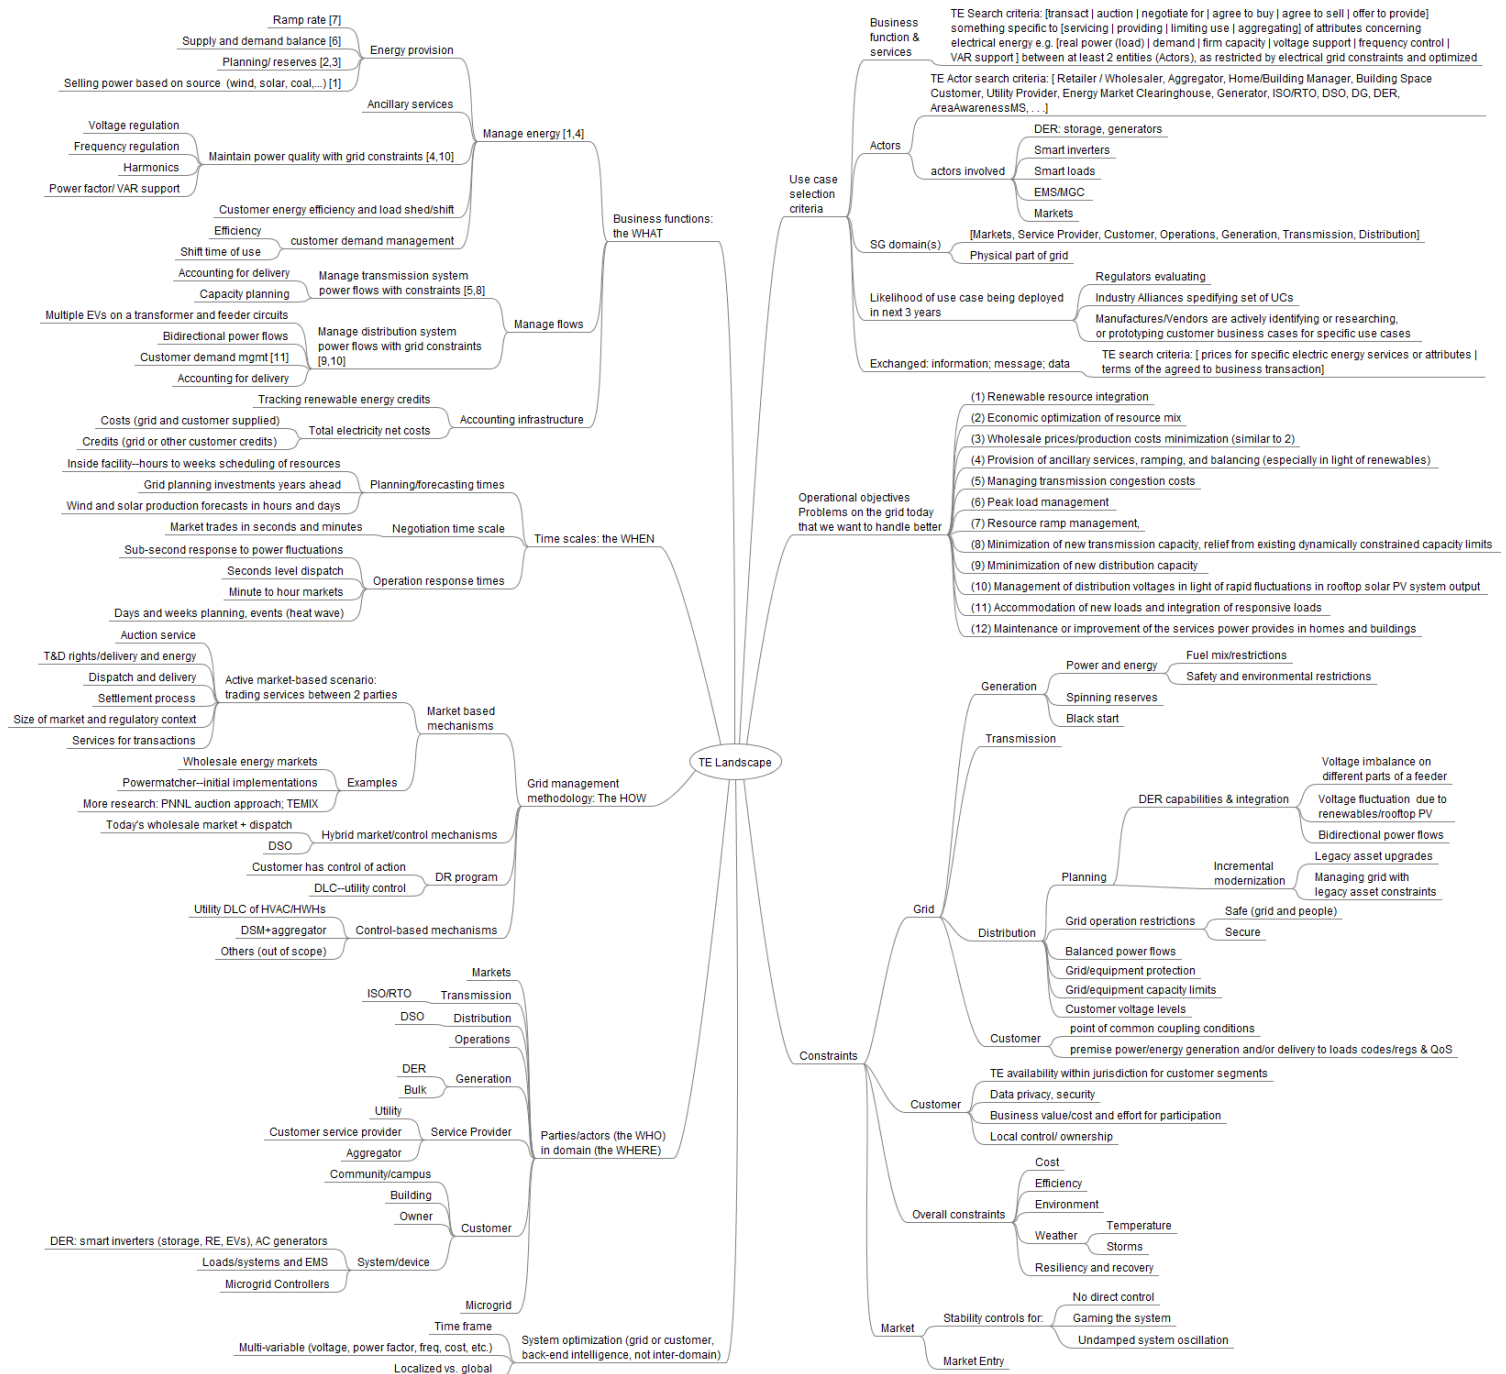 TE Landscape
Business functions:
the WHAT
Manage energy [1,4]
Energy provision
Ramp rate [7]
Supply and demand balance [6]
Planning/ reserves [2,3]
Selling power based on source  (wind, solar, coal,...) [1]
Ancillary services
Maintain power quality with grid constraints [4,10]
Voltage regulation
Frequency regulation
Harmonics
Power factor/ VAR support
Customer energy efficiency and load shed/shift
customer demand management
Efficiency
Shift time of use
Manage flows
Manage transmission system
power flows with constraints [5,8]
Accounting for delivery
Capacity planning
Manage distribution system
power flows with grid constraints
[9,10]
Multiple EVs on a transformer and feeder circuits
Bidirectional power flows
Customer demand mgmt [11]
Accounting for delivery
Accounting infrastructure
Tracking renewable energy credits
Total electricity net costs
Costs (grid and customer supplied)
Credits (grid or other customer credits)
Time scales: the WHEN
Planning/forecasting times
Inside facility--hours to weeks scheduling of resources
Grid planning investments years ahead
Wind and solar production forecasts in hours and days
Negotiation time scale
Market trades in seconds and minutes
Operation response times
Sub-second response to power fluctuations
Seconds level dispatch
Minute to hour markets
Days and weeks planning, events (heat wave)
Grid management
methodology: The HOW
Market based
mechanisms
Active market-based scenario:
trading services between 2 parties
Auction service
T&D rights/delivery and energy
Dispatch and delivery
Settlement process
Size of market and regulatory context
Services for transactions
Examples
Wholesale energy markets
Powermatcher--initial implementations
More research: PNNL auction approach; TEMIX
Hybrid market/control mechanisms
Today's wholesale market + dispatch
DSO
DR program
Customer has control of action
DLC--utility control
Control-based mechanisms
Utility DLC of HVAC/HWHs
DSM+aggregator
Others (out of scope)
Parties/actors (the WHO)
in domain (the WHERE)
Markets
Transmission
ISO/RTO
Distribution
DSO
Operations
Generation
DER
Bulk
Service Provider
Utility
Customer service provider
Aggregator
Customer
Community/campus
Building
Owner
System/device
DER: smart inverters (storage, RE, EVs), AC generators
Loads/systems and EMS
Microgrid Controllers
Microgrid
System optimization (grid or customer,
back-end intelligence, not inter-domain)
Time frame
Multi-variable (voltage, power factor, freq, cost, etc.)
Localized vs. global
Use case
selection
criteria
Business
function &
services
TE Search criteria: [transact | auction | negotiate for | agree to buy | agree to sell | offer to provide]
something specific to [servicing | providing | limiting use | aggregating] of attributes concerning
electrical energy e.g. [real power (load) | demand | firm capacity | voltage support | frequency control |
VAR support ] between at least 2 entities (Actors), as restricted by electrical grid constraints and optimized
Actors
TE Actor search criteria: [ Retailer / Wholesaler, Aggregator, Home/Building Manager, Building Space
Customer, Utility Provider, Energy Market Clearinghouse, Generator, ISO/RTO, DSO, DG, DER,
AreaAwarenessMS, . . .]
actors involved
DER: storage, generators
Smart inverters
Smart loads
EMS/MGC
Markets
SG domain(s)
[Markets, Service Provider, Customer, Operations, Generation, Transmission, Distribution]
Physical part of grid
Likelihood of use case being deployed
in next 3 years
Regulators evaluating
Industry Alliances spedifying set of UCs
Manufactures/Vendors are actively identifying or researching,
or prototyping customer business cases for specific use cases
Exchanged: information; message; data
TE search criteria: [ prices for specific electric energy services or attributes |
terms of the agreed to business transaction]
Operational objectives
Problems on the grid today
that we want to handle better
(1) Renewable resource integration
(2) Economic optimization of resource mix
(3) Wholesale prices/production costs minimization (similar to 2)
(4) Provision of ancillary services, ramping, and balancing (especially in light of renewables)
(5) Managing transmission congestion costs
(6) Peak load management
(7) Resource ramp management,
(8) Minimization of new transmission capacity, relief from existing dynamically constrained capacity limits
(9) Mminimization of new distribution capacity
(10) Management of distribution voltages in light of rapid fluctuations in rooftop solar PV system output
(11) Accommodation of new loads and integration of responsive loads
(12) Maintenance or improvement of the services power provides in homes and buildings
Constraints
Grid
Generation
Power and energy
Fuel mix/restrictions
Safety and environmental restrictions
Spinning reserves
Black start
Transmission
Distribution
Planning
DER capabilities & integration
Voltage imbalance on
different parts of a feeder
Voltage fluctuation  due to
renewables/rooftop PV
Bidirectional power flows
Incremental
modernization
Legacy asset upgrades
Managing grid with
legacy asset constraints
Grid operation restrictions
Safe (grid and people)
Secure
Balanced power flows
Grid/equipment protection
Grid/equipment capacity limits
Customer voltage levels
Customer
point of common coupling conditions
premise power/energy generation and/or delivery to loads codes/regs & QoS
Customer
TE availability within jurisdiction for customer segments
Data privacy, security
Business value/cost and effort for participation
Local control/ ownership
Overall constraints
Cost
Efficiency
Environment
Weather
Temperature
Storms
Resiliency and recovery
Market
Stability controls for:
No direct control
Gaming the system
Undamped system oscillation
Market Entry